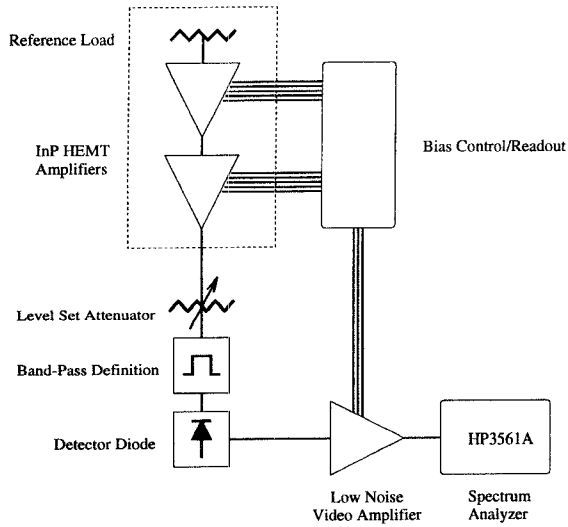 Reference Load
InP HEMT
Amplifiers
Bias Control/Readout
Level Set Attenuator
Band-Pass Definition
Detector Diode
HP3561A
Low Noise
Video Amplifier
Spectrum
Analyzer